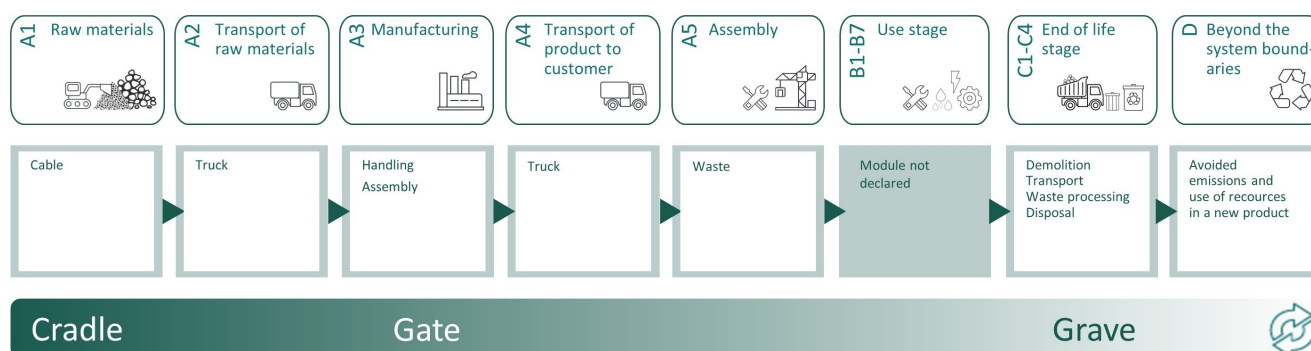 A1
Raw materials
A2
Transport of
raw materials
A3
Manufacturing
A4
Transport of
product to
customer
A5
Assembly
B1-B7
Use stage
C1-C4
End of life
stage
D
Beyond the
system bound-
aries
Cable
Truck
Handling
Assembly
Truck
Waste
Module not
declared
Demolition
Transport
Waste processing
Disposal
Avoided
emissions and
use of recources
in a new product
Cradle
Gate
Grave